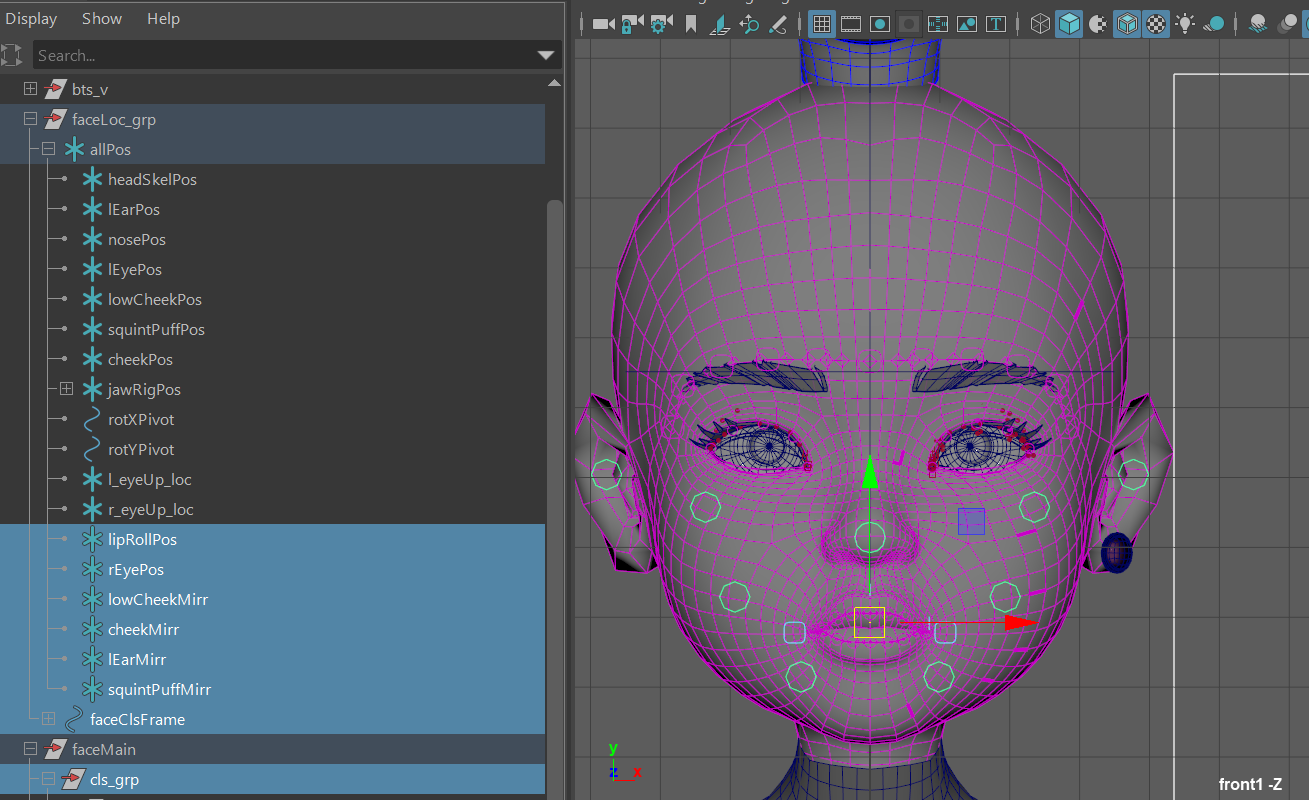 Display Show Help
Search...
bts_v
faceLoc_grp
allPos
headSkelPos
lEarPos
nosePos
lEyePos
lowCheekPos
squintPuffPos
cheekPos
jawRigPos
rotXPivot
rotYPivot
l_eyeUp_loc
r_eyeUp_loc
lipRollPos
rEyePos
lowCheekMirr
cheekMirr
lEarMirr
squintPuffMirr
faceClsFrame
faceMain
cls_grp
T
y
z x
front1 -Z